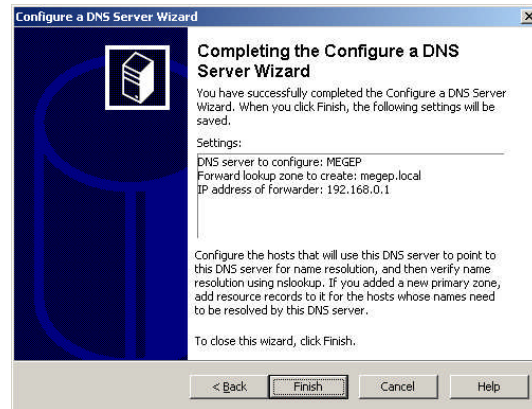 Configure a DNS Server Wizard
Completing the Configure a DNS
Server Wizard
You have successfully completed the Configure a DNS Server
Wizard. When you click Finish, the following settings will be
saved.
Settings:
DNS server to configure: MEGEP
Forward lookup zone to create: megep.local
IP address of forwarder: 192.168.0.1
Configure the hosts that will use this DNS server to point to
this DNS server for name resolution, and then verify name
resolution using nslookup. If you added a new primary zone,
add resource records to it for the hosts whose names need
to be resolved by this DNS server.
To close this wizard, click Finish.
< Back
Finish
Cancel
Help